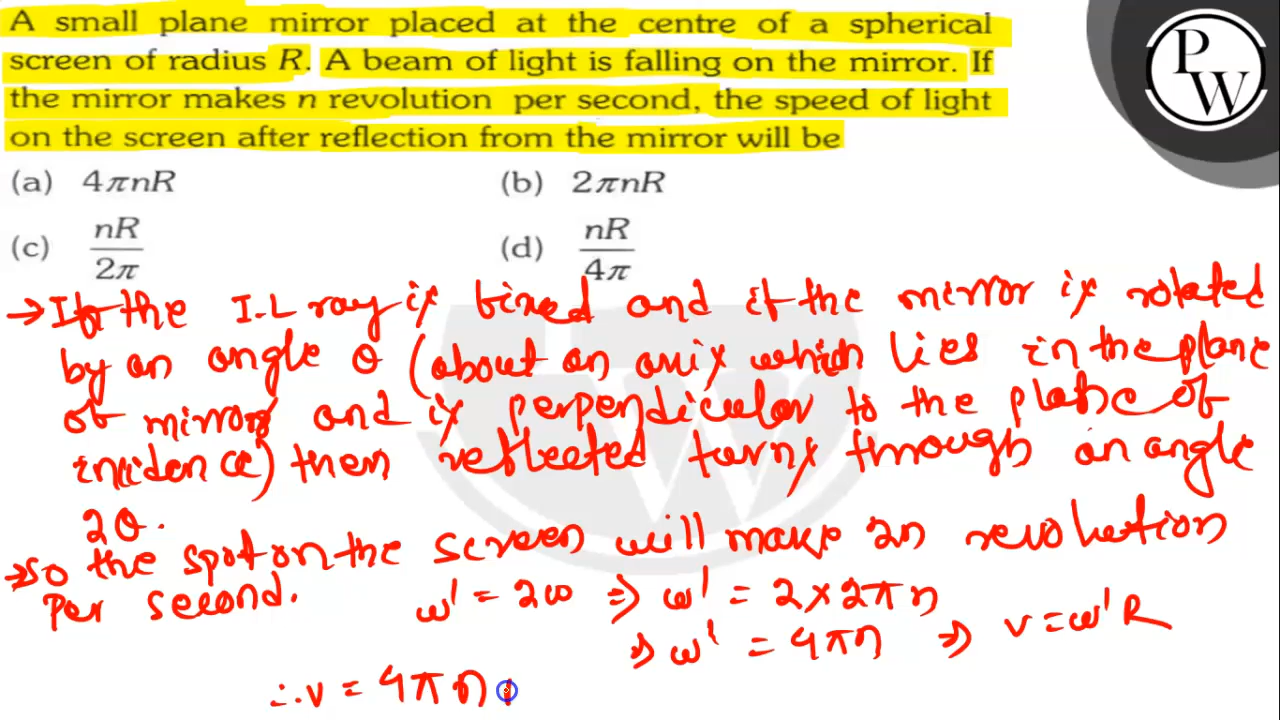 A small plane mirror placed at the centre of a spherical
screen of radius R. A beam of light is falling on the mirror. If
the mirror makes n revolution per second, the speed of light
on the screen after reflection from the mirror will be
(a) 4πnR (b) 2πnR
(c) nR/2π (d) nR/4π
PW
→ If the I.L ray is fixed and if the mirror is rotated
by an angle θ (about an axis which lies in the plane
of mirror and is perpendicular to the plane of
incidence) then reflected turns through an angle
2θ.
→ so the spot on the screen will make 2n revolution
per second. ω' = 2ω ⇒ ω' = 2×2πn
⇒ ω' = 4πn ⇒ v = ω'R
∴ v = 4πn